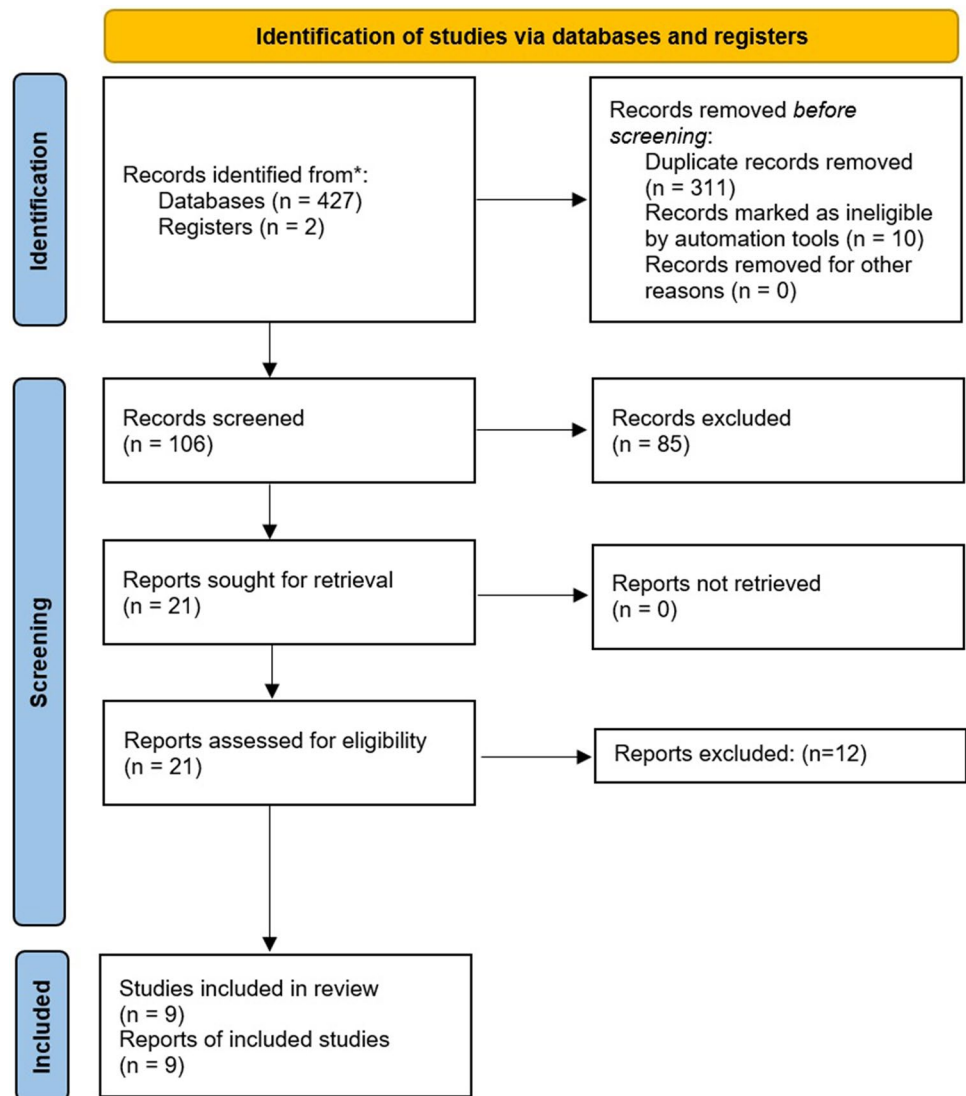 Identification of studies via databases and registers
Identification
Records identified from*:
Databases (n = 427)
Registers (n = 2)
Records removed before
screening:
Duplicate records removed
(n = 311)
Records marked as ineligible
by automation tools (n = 10)
Records removed for other
reasons (n = 0)
Screening
Records screened
(n = 106)
Records excluded
(n = 85)
Reports sought for retrieval
(n = 21)
Reports not retrieved
(n = 0)
Reports assessed for eligibility
(n = 21)
Reports excluded: (n=12)
Included
Studies included in review
(n = 9)
Reports of included studies
(n = 9)